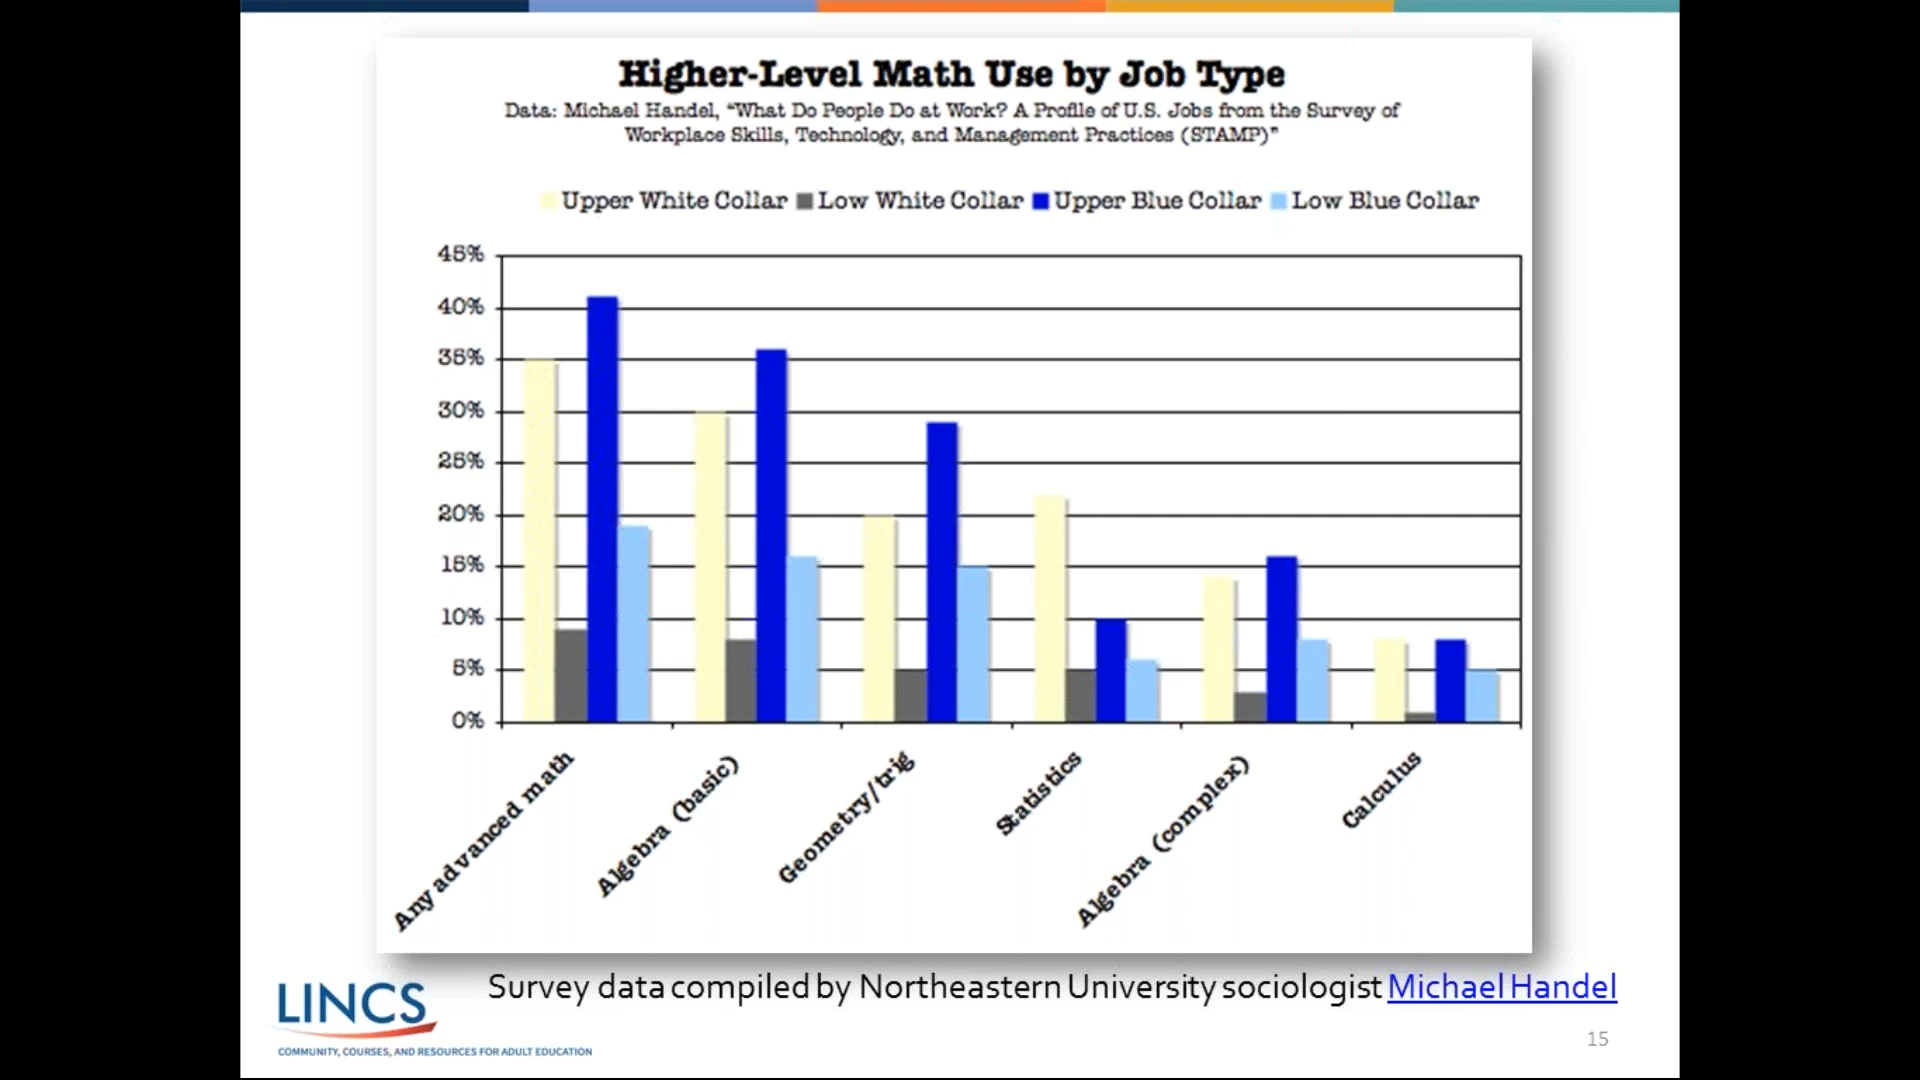 Higher-Level Math Use by Job Type
Data: Michael Handel, "What Do People Do at Work? A Profile of U.S. Jobs from the Survey of
Workplace Skills, Technology, and Management Practices (STAMP)"
Upper White Collar Low White Collar Upper Blue Collar Low Blue Collar
45%
40%
35%
30%
25%
20%
15%
10%
5%
0%
Any advanced math
Algebra (basic)
Geometry/trig
Statistics
Algebra (complex)
Calculus
Survey data compiled by Northeastern University sociologist Michael Handel
LINCS
COMMUNITY, COURSES, AND RESOURCES FOR ADULT EDUCATION
15